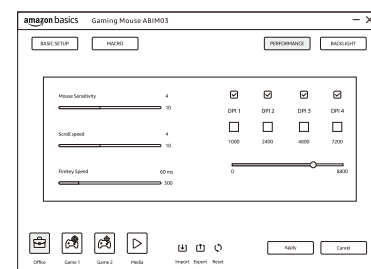 amazon basics Gaming Mouse ABIM03
BASIC SETUP MACRO PERFORMANCE BACKLIGHT
Mouse Sensitivity 4
10
DPI 1 DPI 2 DPI 3 DPI 4
Scroll speed 4
10
1000 2400 4800 7200
Firekey Speed 60 ms
300
0 8800
Office Game 1 Game 2 Media
Import Export Reset
Apply Cancel